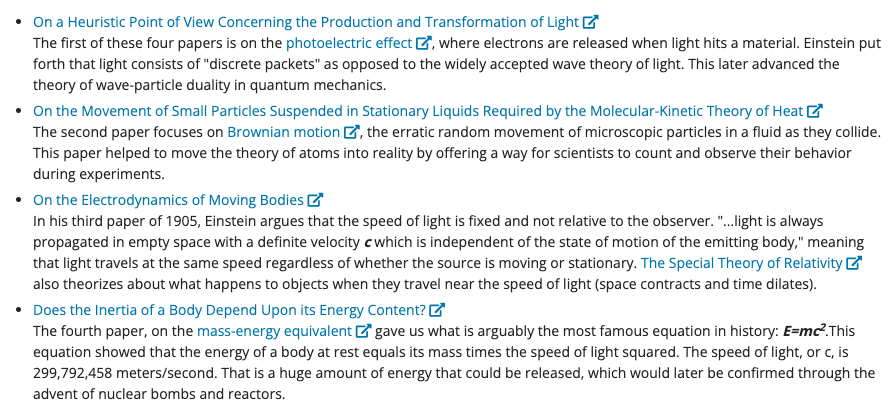 On a Heuristic Point of View Concerning the Production and Transformation of Light
The first of these four papers is on the photoelectric effect, where electrons are released when light hits a material. Einstein put
forth that light consists of "discrete packets" as opposed to the widely accepted wave theory of light. This later advanced the
theory of wave-particle duality in quantum mechanics.
On the Movement of Small Particles Suspended in Stationary Liquids Required by the Molecular-Kinetic Theory of Heat
The second paper focuses on Brownian motion, the erratic random movement of microscopic particles in a fluid as they collide.
This paper helped to move the theory of atoms into reality by offering a way for scientists to count and observe their behavior
during experiments.
On the Electrodynamics of Moving Bodies
In his third paper of 1905, Einstein argues that the speed of light is fixed and not relative to the observer. "...light is always
propagated in empty space with a definite velocity c which is independent of the state of motion of the emitting body," meaning
that light travels at the same speed regardless of whether the source is moving or stationary. The Special Theory of Relativity
also theorizes about what happens to objects when they travel near the speed of light (space contracts and time dilates).
Does the Inertia of a Body Depend Upon its Energy Content?
The fourth paper, on the mass-energy equivalent gave us what is arguably the most famous equation in history: E=mc².This
equation showed that the energy of a body at rest equals its mass times the speed of light squared. The speed of light, or c, is
299,792,458 meters/second. That is a huge amount of energy that could be released, which would later be confirmed through the
advent of nuclear bombs and reactors.